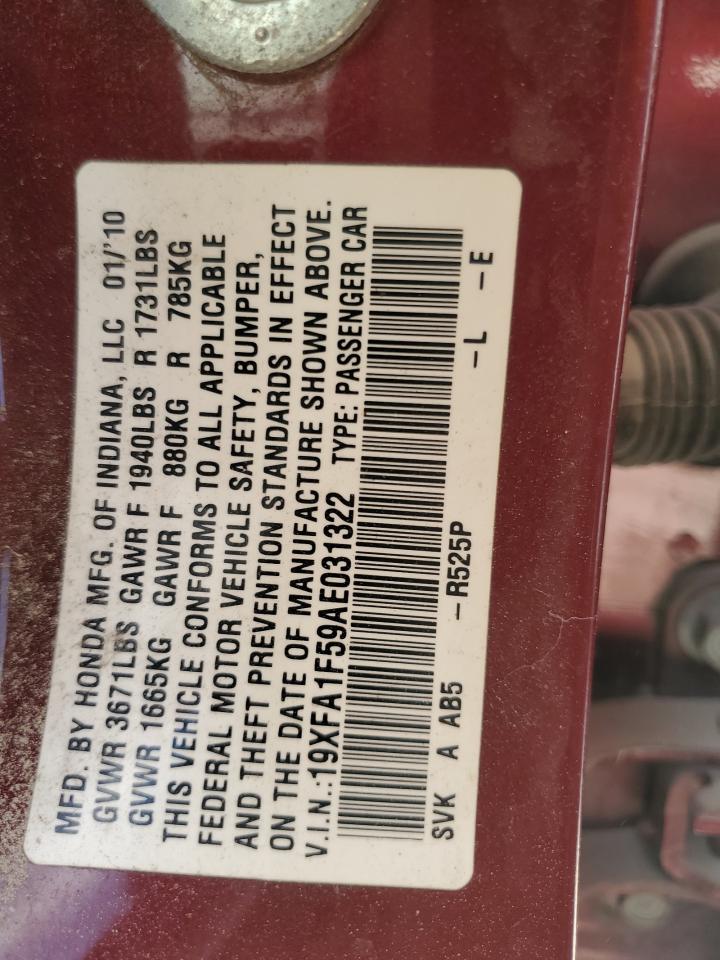 MFD. BY HONDA MFG. OF INDIANA, LLC 01/'10
GVWR 3671LBS GAWR F 1940LBS R 1731LBS
GVWR 1665KG GAWR F 880KG R 785KG
THIS VEHICLE CONFORMS TO ALL APPLICABLE
FEDERAL MOTOR VEHICLE SAFETY, BUMPER,
AND THEFT PREVENTION STANDARDS IN EFFECT
ON THE DATE OF MANUFACTURE SHOWN ABOVE.
V.I.N.:19XFA1F59AE031322 TYPE: PASSENGER CAR
SVK A AB5 –R525P –L –E